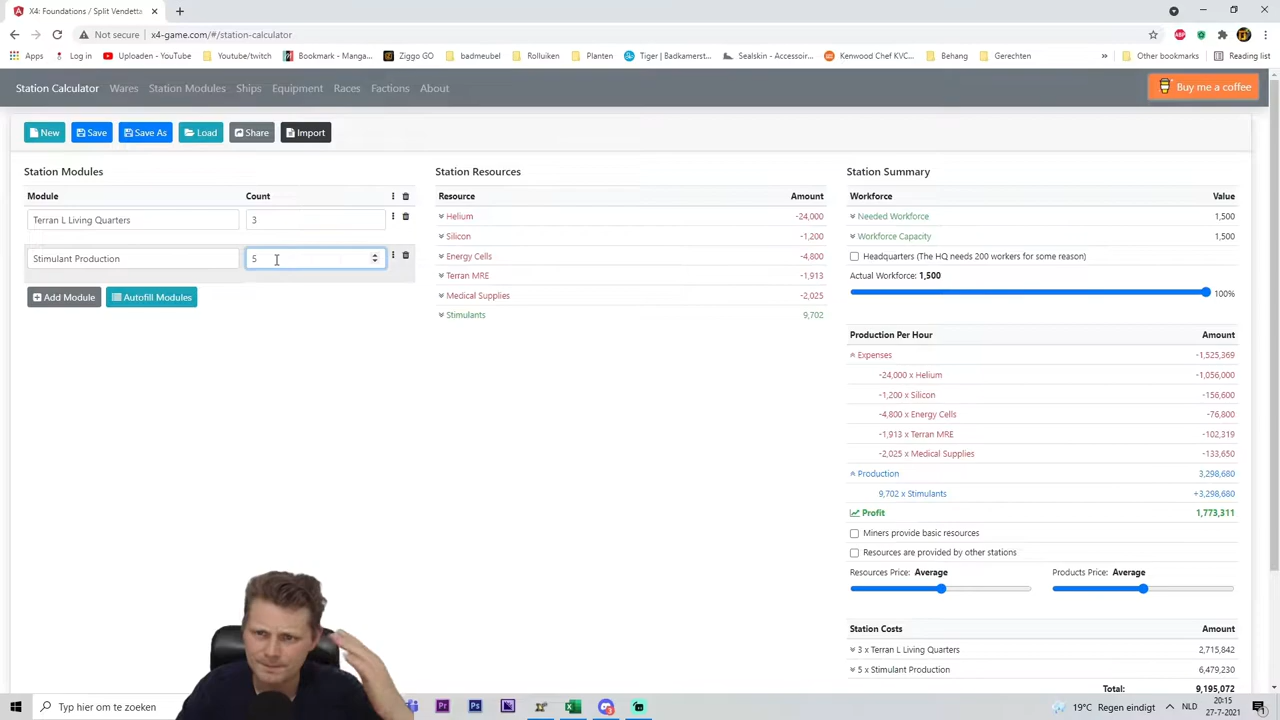 X4: Foundations / Split Vendetta
Not secure x4-game.com/#/station-calculator
Apps Log in Uploaden - YouTube Youtube/twitch Bookmark - Manga... Ziggo GO badmeubel Rolluiken Planten Tiger | Badkamerst... Sealskin - Accessoir... Kenwood Chef KVC... Behang Gerechten » Other bookmarks Reading list
Station Calculator Wares Station Modules Ships Equipment Races Factions About Buy me a coffee
New Save Save As Load Share Import
Station Modules
Module Count
Terran L Living Quarters 3
Stimulant Production 5
Add Module Autofill Modules
Station Resources
Resource Amount
Helium -24,000
Silicon -1,200
Energy Cells -4,800
Terran MRE -1,913
Medical Supplies -2,025
Stimulants 9,702
Station Summary
Workforce Value
Needed Workforce 1,500
Workforce Capacity 1,500
Headquarters (The HQ needs 200 workers for some reason)
Actual Workforce: 1,500
100%
Production Per Hour Amount
Expenses -1,525,369
-24,000 x Helium -1,056,000
-1,200 x Silicon -156,600
-4,800 x Energy Cells -76,800
-1,913 x Terran MRE -102,319
-2,025 x Medical Supplies -133,650
Production 3,298,680
9,702 x Stimulants +3,298,680
Profit 1,773,311
Miners provide basic resources
Resources are provided by other stations
Resources Price: Average Products Price: Average
Station Costs Amount
3 x Terran L Living Quarters 2,715,842
5 x Stimulant Production 6,479,230
Total: 9,195,072
Typ hier om te zoeken
19°C Regen eindigt NLD
20:15
27-7-2021